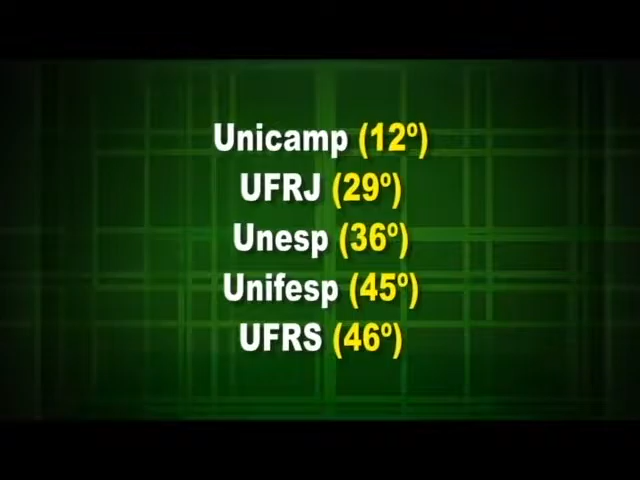 Unicamp (12º)
UFRJ (29º)
Unesp (36º)
Unifesp (45º)
UFRS (46º)